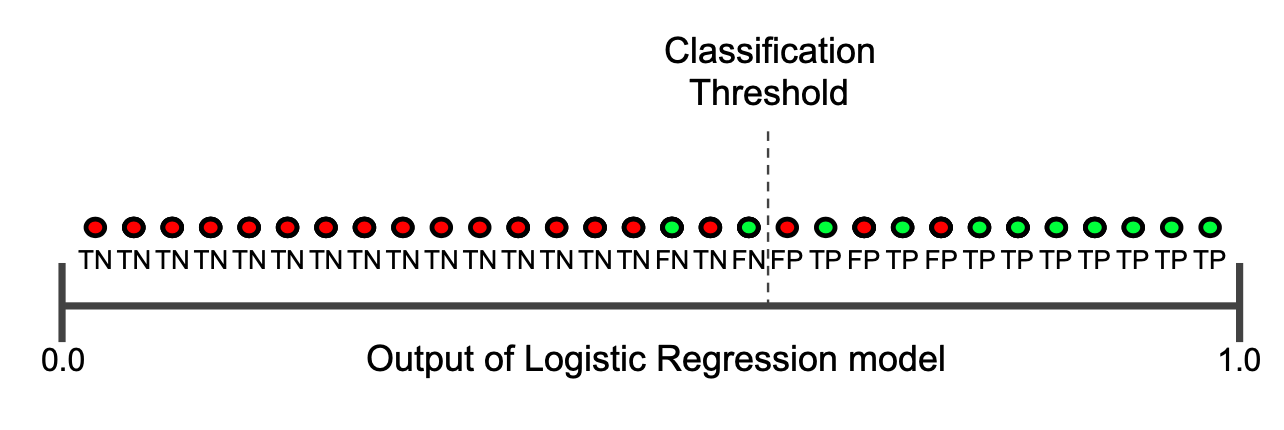 Classification
Threshold
TN TN TN TN TN TN TN TN TN TN TN TN TN TN TN FN TN FN FP TP FP TP FP TP TP TP TP TP TP TP
0.0 Output of Logistic Regression model 1.0